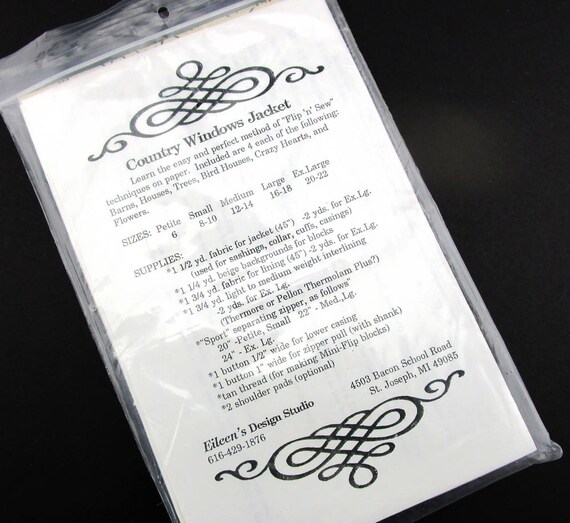 Country Windows Jacket
Learn the easy and perfect method of "Flip 'n' Sew"
techniques on paper. Included are 4 each of the following:
Barns, Houses, Trees, Bird Houses, Crazy Hearts, and
Flowers.
SIZES: Petite Small Medium Large Ex.Large
6 8-10 12-14 16-18 20-22
SUPPLIES:
*1 1/2 yd. fabric for jacket (45") -2 yds. for Ex.Lg.
(used for sashings, collar, cuffs, casings)
*1 1/4 yd. beige backgrounds for blocks
*1 3/4 yd. fabric for lining (45") -2 yds. for Ex.Lg.
*1 3/4 yd. light to medium weight interlining
-2 yds. for Ex. Lg.
(Thermore or Pellon Thermolam Plus?)
*"Sport" separating zipper, as follows"
20" -Petite, Small 22" - Med.,Lg.
24" - Ex. Lg.
*1 button 1/2" wide for lower casing
*1 button 1" wide for zipper pull (with shank)
*tan thread (for making Mini-Flip blocks)
*2 shoulder pads (optional)
Eileen's Design Studio 4503 Bacon School Road
616-429-1876 St. Joseph, MI 49085